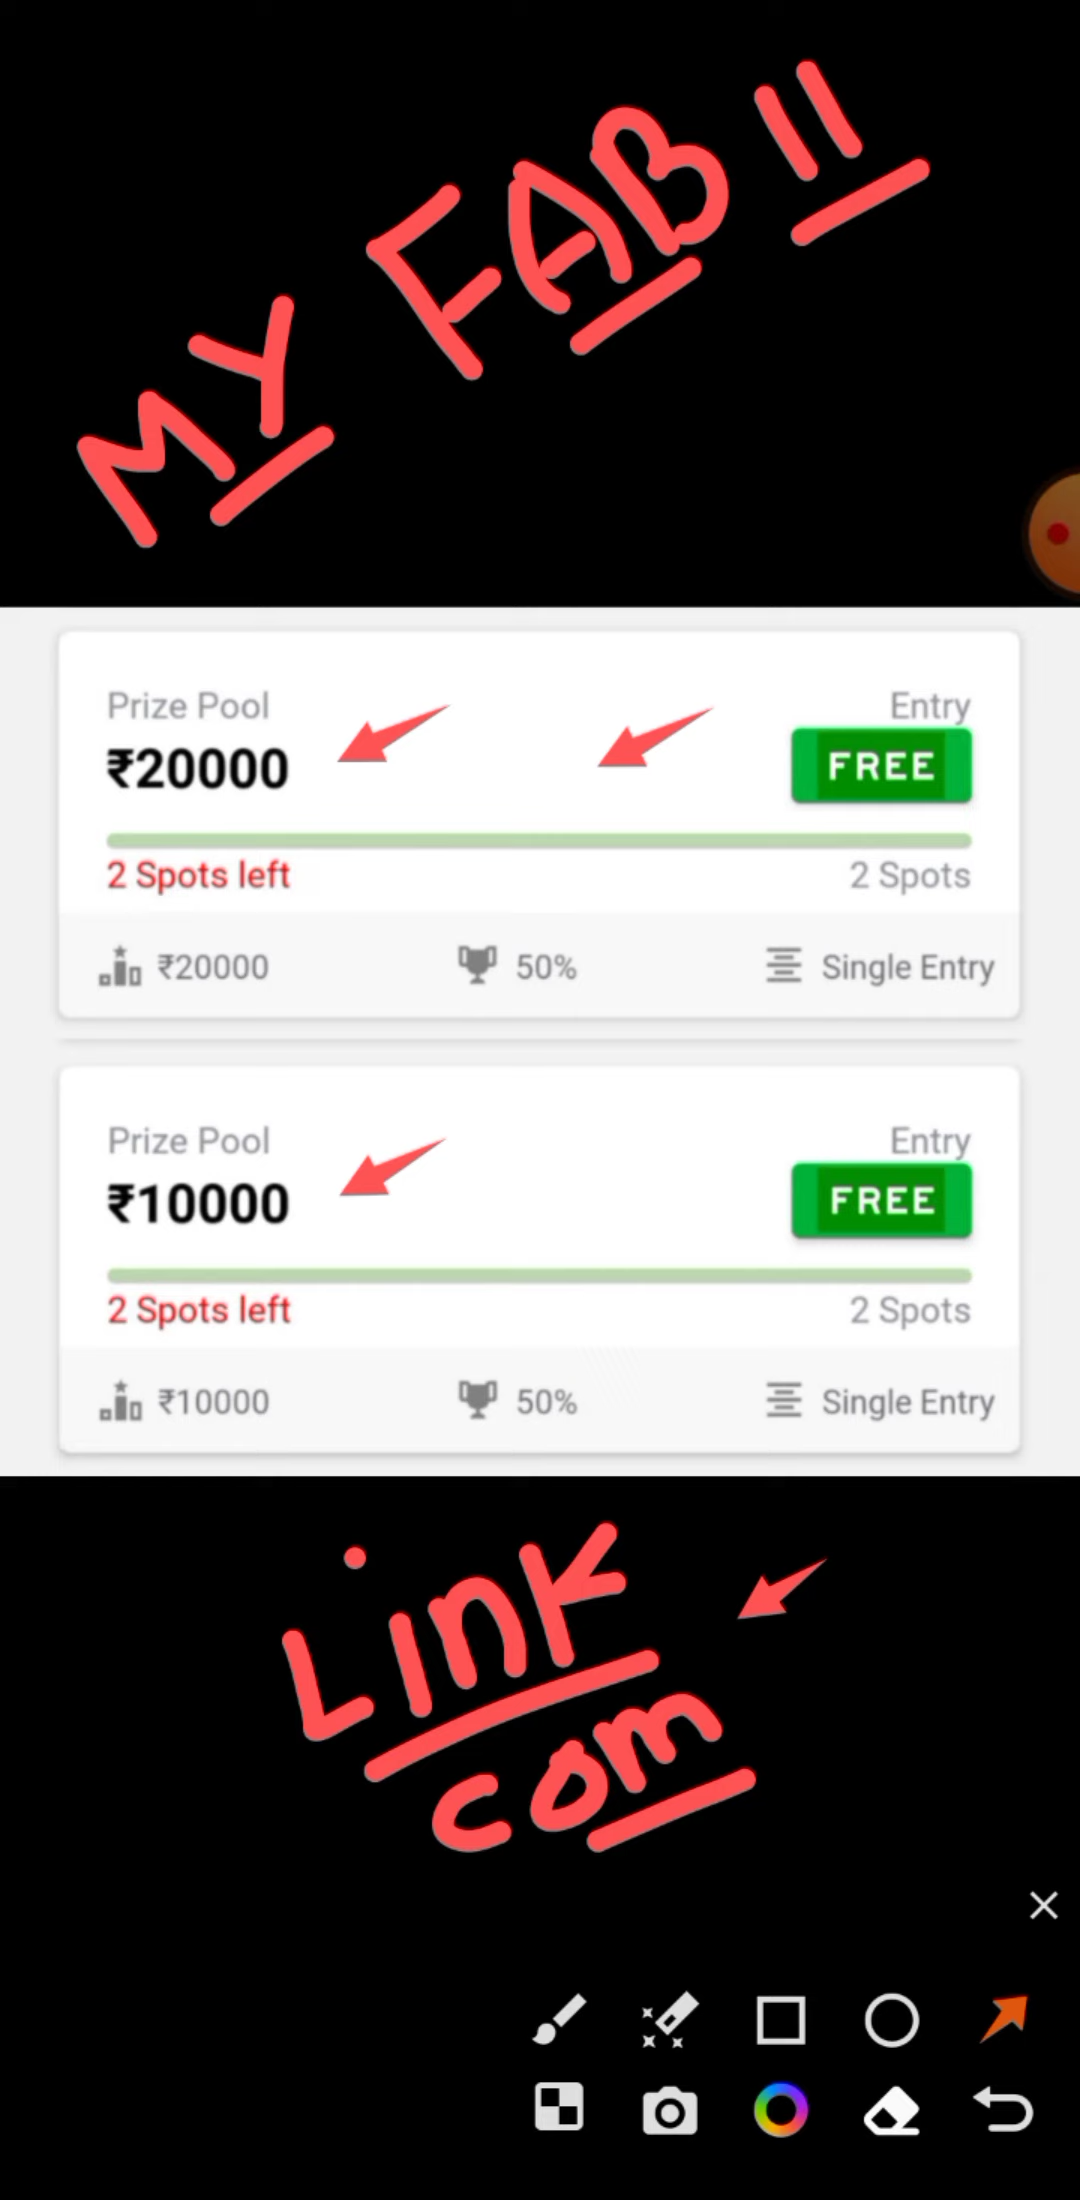 MY FAB 11
Prize Pool Entry
₹20000 FREE
2 Spots left 2 Spots
₹20000 50% Single Entry
Prize Pool Entry
₹10000 FREE
2 Spots left 2 Spots
₹10000 50% Single Entry
Link
com